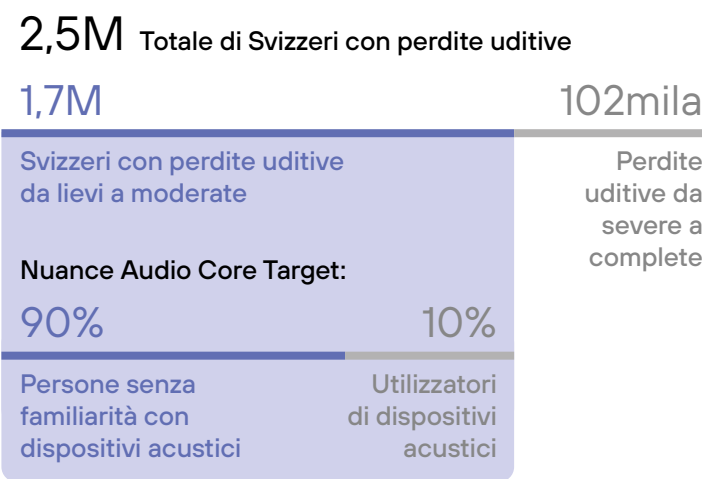 2,5M Totale di Svizzeri con perdite uditive
1,7M
102mila
Svizzeri con perdite uditive
da lievi a moderate
Perdite
uditive da
severe a
complete
Nuance Audio Core Target:
90%
10%
Persone senza
familiarità con
dispositivi acustici
Utilizzatori
di dispositivi
acustici